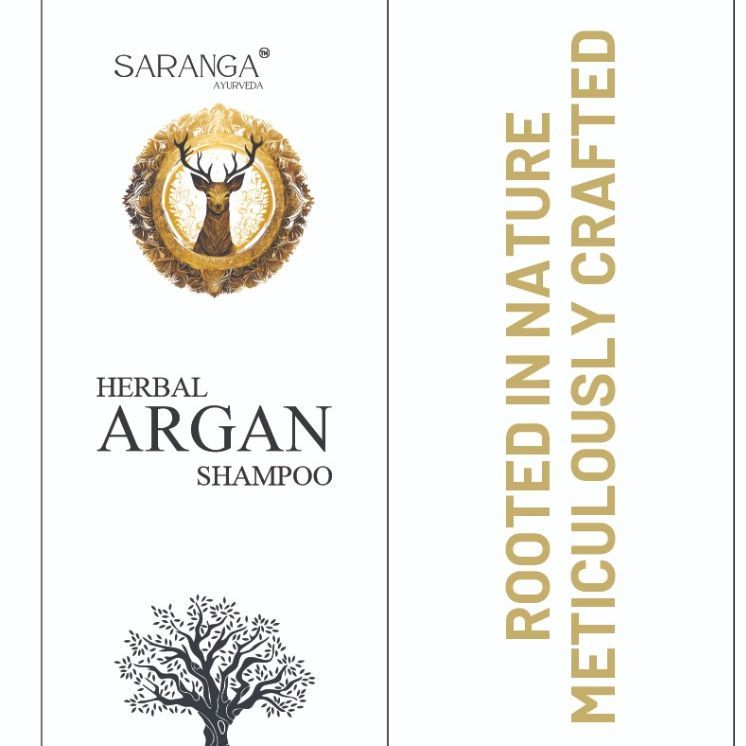 SARANGA™
AYURVEDA
HERBAL
ARGAN
SHAMPOO
ROOTED IN NATURE
METICULOUSLY CRAFTED